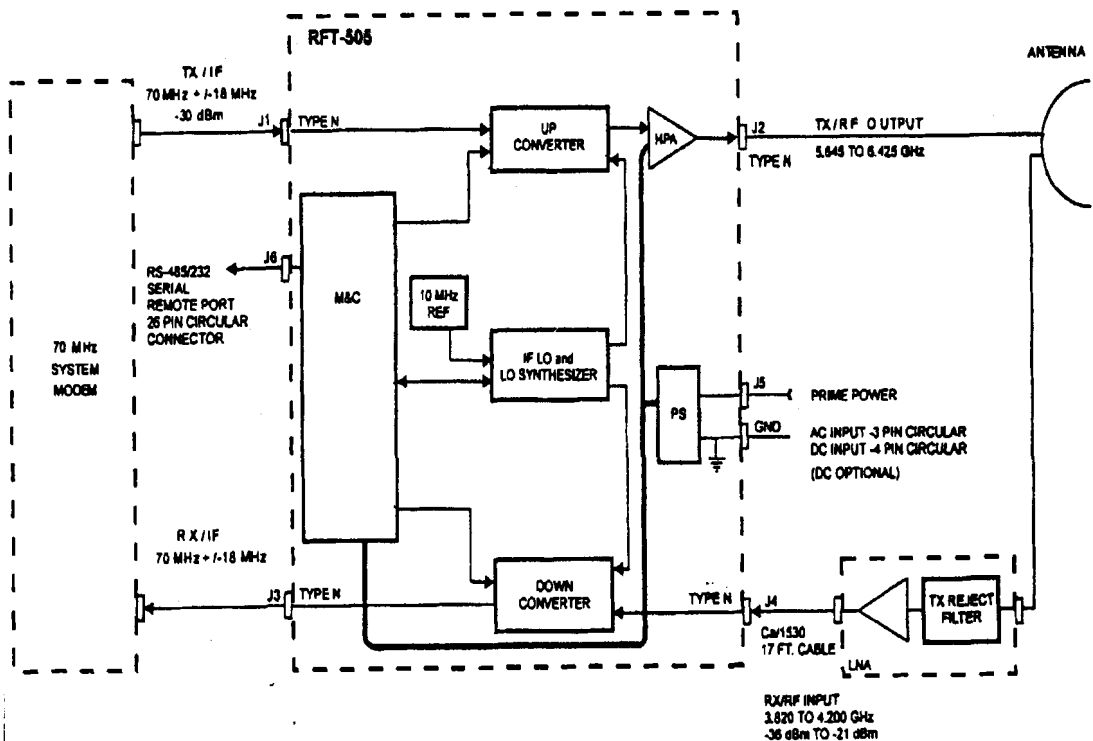 RFT-505
ANTENNA
TX / IF
70 MHz + /-18 MHz
-30 dBm
J1
TYPE N
UP
CONVERTER
HPA
J2
TYPE N
TX/RF OUTPUT
5.845 TO 6.425 GHz
J6
RS-485/232
SERIAL
REMOTE PORT
26 PIN CIRCULAR
CONNECTOR
M&C
10 MHz
REF
IF LO and
LO SYNTHESIZER
70 MHz
SYSTEM
MODEM
PS
J5
PRIME POWER
GND
AC INPUT -3 PIN CIRCULAR
DC INPUT -4 PIN CIRCULAR
(DC OPTIONAL)
RX / IF
70 MHz + /-18 MHz
J3
TYPE N
DOWN
CONVERTER
TYPE N
J4
Ca/1530
17 FT. CABLE
TX REJECT
FILTER
LNA
RX/RF INPUT
3.820 TO 4.200 GHz
-36 dBm TO -21 dBm